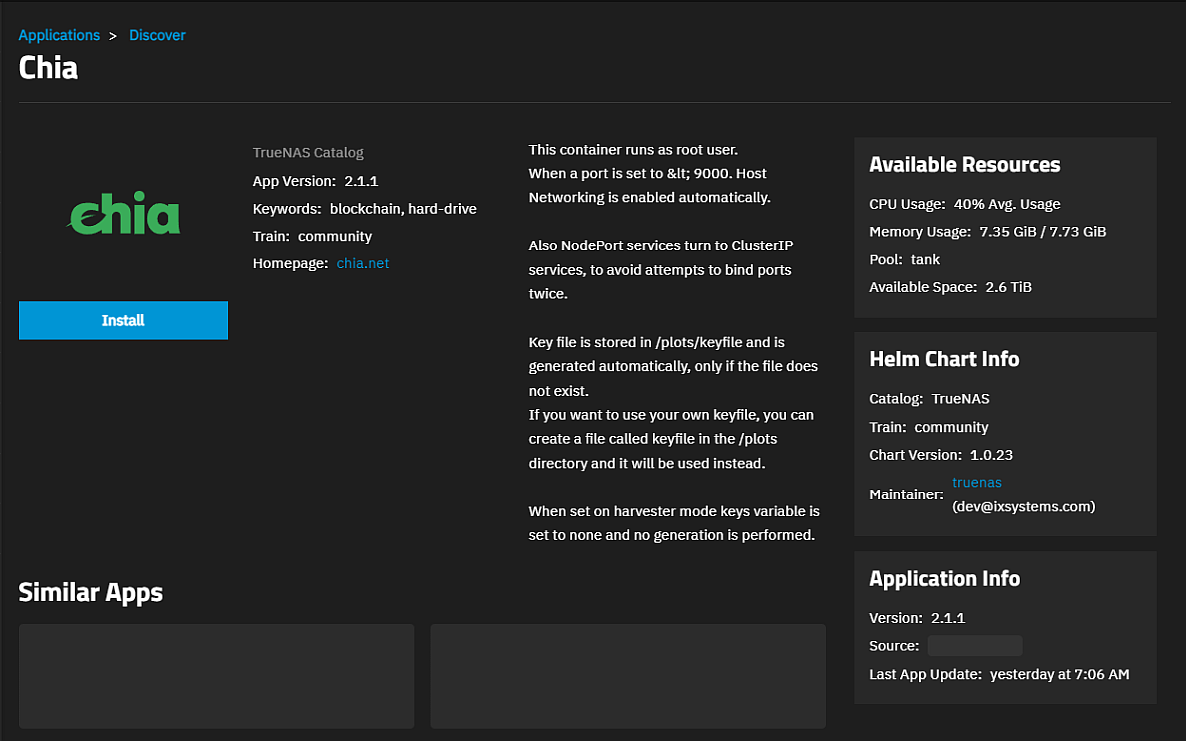 Applications > Discover
Chia
chia
Install
TrueNAS Catalog
App Version: 2.1.1
Keywords: blockchain, hard-drive
Train: community
Homepage: chia.net
This container runs as root user.
When a port is set to &lt; 9000. Host
Networking is enabled automatically.
Also NodePort services turn to ClusterIP
services, to avoid attempts to bind ports
twice.
Key file is stored in /plots/keyfile and is
generated automatically, only if the file does
not exist.
If you want to use your own keyfile, you can
create a file called keyfile in the /plots
directory and it will be used instead.
When set on harvester mode keys variable is
set to none and no generation is performed.
Available Resources
CPU Usage: 40% Avg. Usage
Memory Usage: 7.35 GiB / 7.73 GiB
Pool: tank
Available Space: 2.6 TiB
Helm Chart Info
Catalog: TrueNAS
Train: community
Chart Version: 1.0.23
Maintainer: truenas
(dev@ixsystems.com)
Application Info
Version: 2.1.1
Source:
Last App Update: yesterday at 7:06 AM
Similar Apps